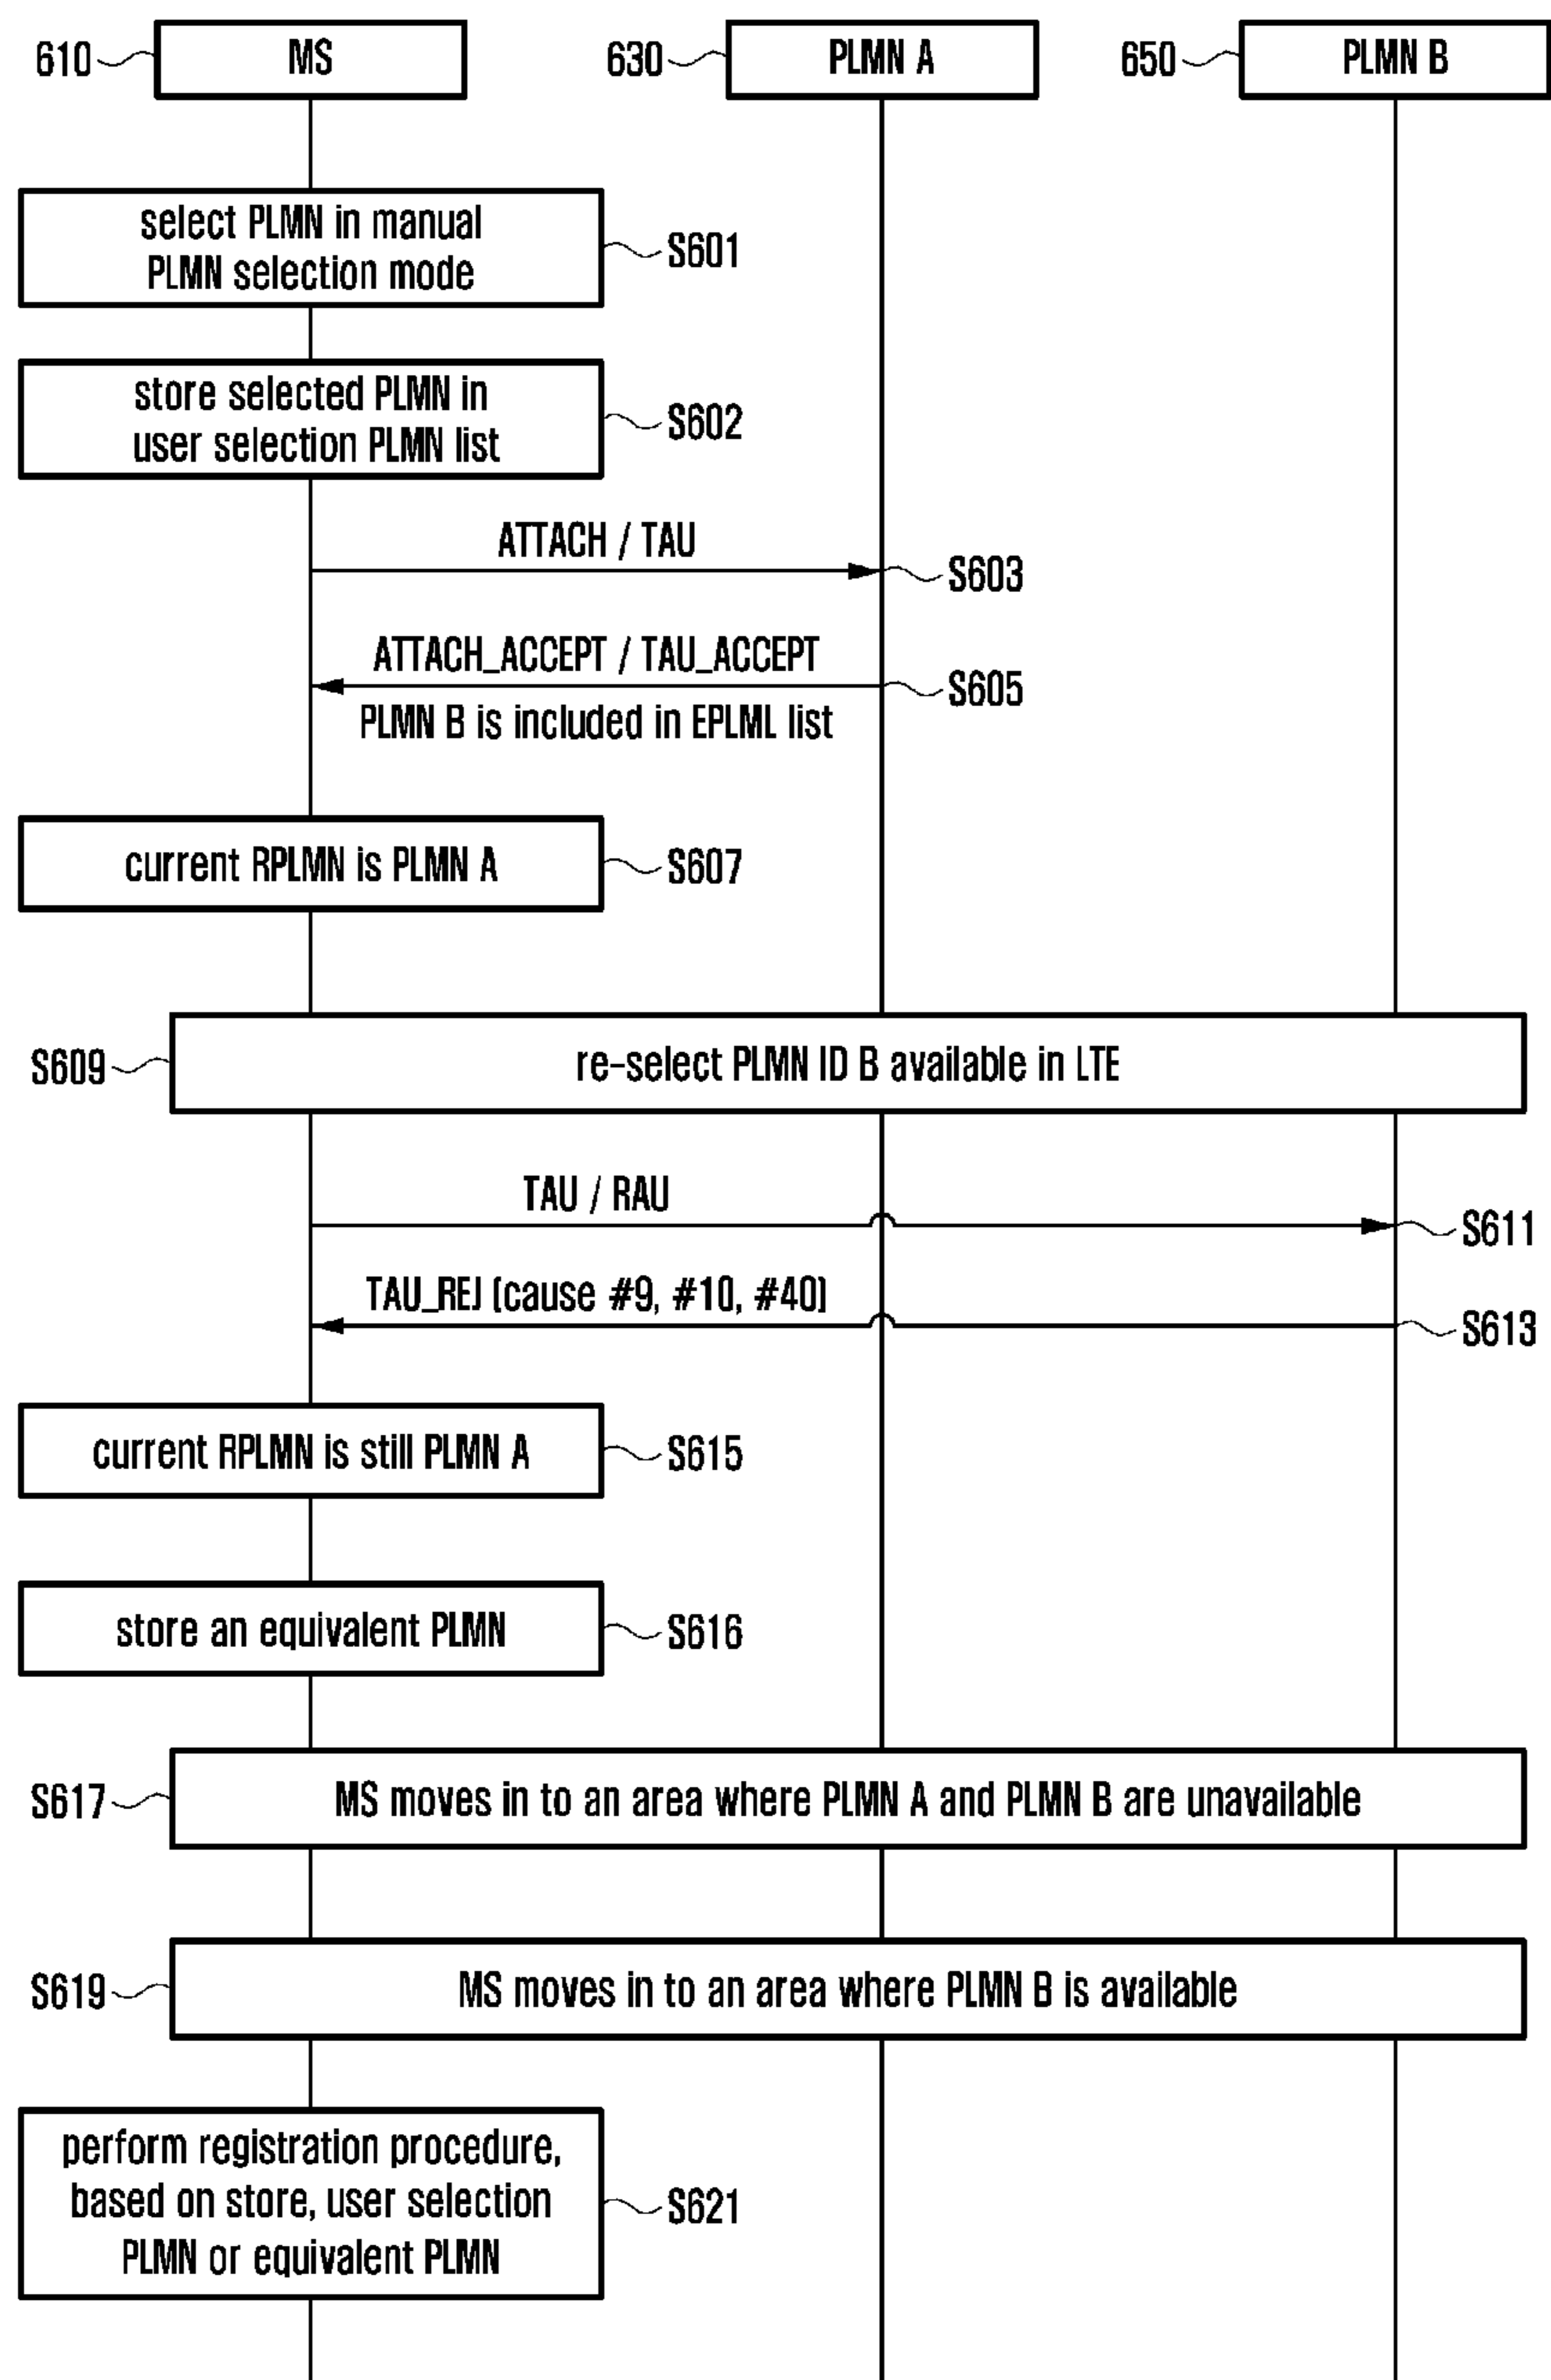 610
MS
630
PLMN A
650
PLMN B
select PLMN in manual
PLMN selection mode
S601
store selected PLMN in
user selection PLMN list
S602
ATTACH / TAU
S603
ATTACH_ACCEPT / TAU_ACCEPT
S605
PLMN B is included in EPLML list
current RPLMN is PLMN A
S607
S609
re-select PLMN ID B available in LTE
TAU / RAU
S611
TAU_REJ (cause #9, #10, #40)
S613
current RPLMN is still PLMN A
S615
store an equivalent PLMN
S616
S617
MS moves in to an area where PLMN A and PLMN B are unavailable
S619
MS moves in to an area where PLMN B is available
perform registration procedure,
based on store, user selection
PLMN or equivalent PLMN
S621